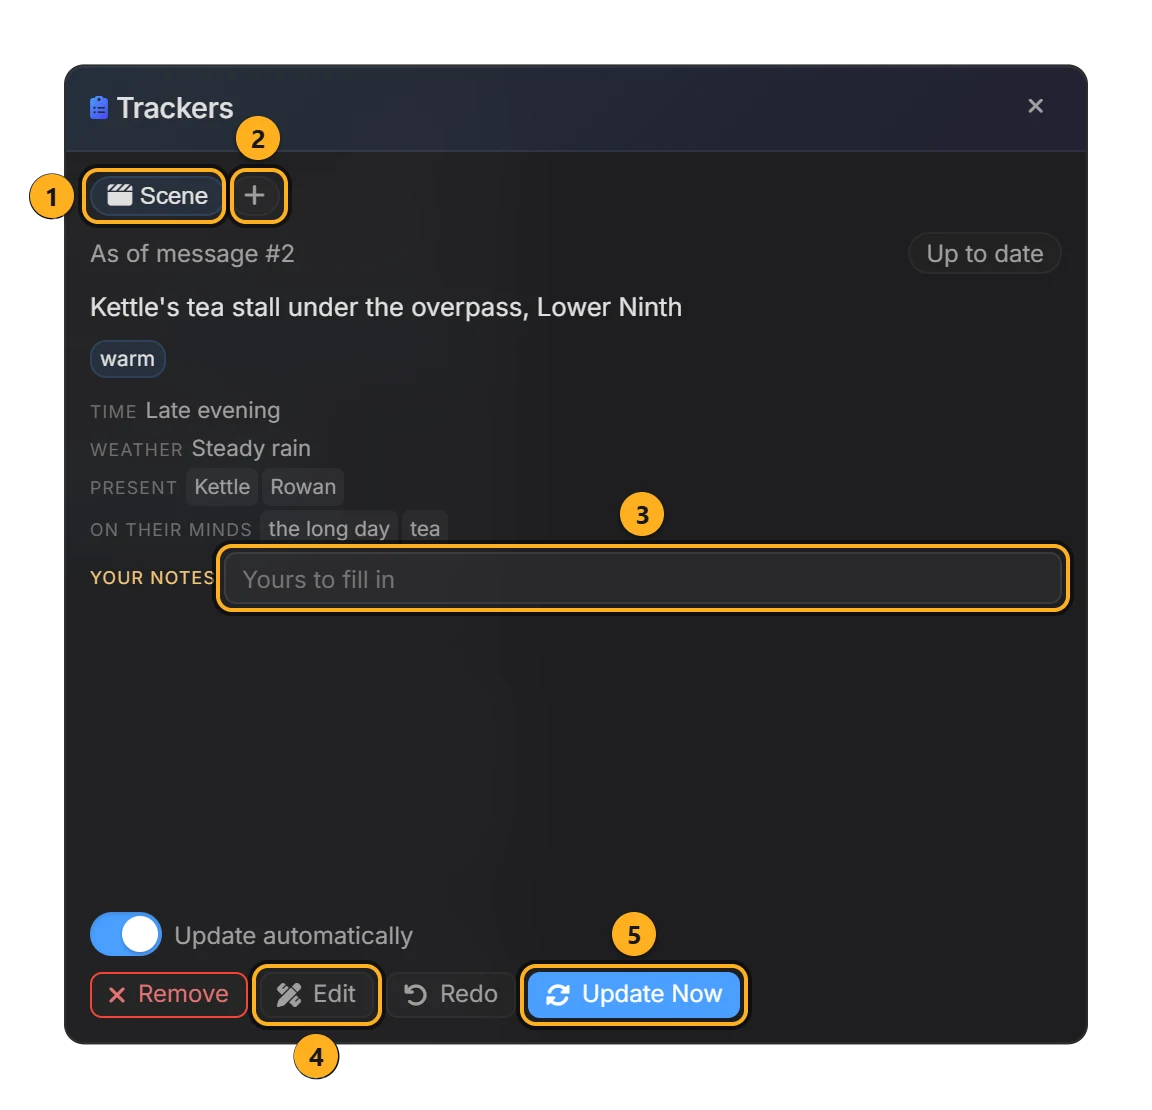 Trackers
2
1
Scene
As of message #2
Up to date
Kettle's tea stall under the overpass, Lower Ninth
warm
TIME Late evening
WEATHER Steady rain
PRESENT Kettle Rowan
ON THEIR MINDS the long day tea
3
YOUR NOTES Yours to fill in
Update automatically
5
Remove Edit Redo Update Now
4